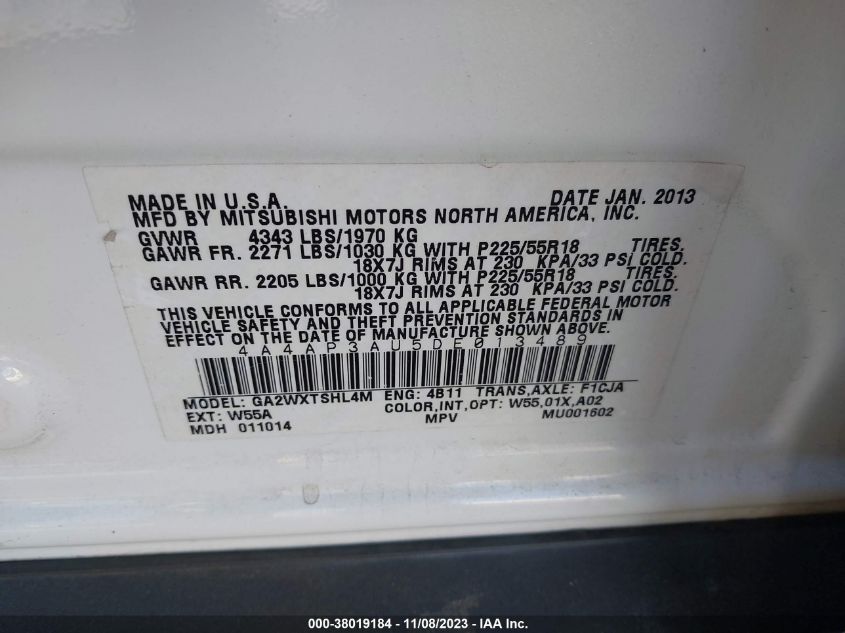 MADE IN U.S.A. DATE JAN. 2013
MFD BY MITSUBISHI MOTORS NORTH AMERICA, INC.
GVWR 4343 LBS/1970 KG
GAWR FR. 2271 LBS/1030 KG WITH P225/55R18 TIRES.
18X7J RIMS AT 230 KPA/33 PSI COLD.
GAWR RR. 2205 LBS/1000 KG WITH P225/55R18 TIRES.
18X7J RIMS AT 230 KPA/33 PSI COLD.
THIS VEHICLE CONFORMS TO ALL APPLICABLE FEDERAL MOTOR
VEHICLE SAFETY AND THEFT PREVENTION STANDARDS IN
EFFECT ON THE DATE OF MANUFACTURE SHOWN ABOVE.
4A4AP3AU5DE013489
MODEL: GA2WXTSHL4M ENG: 4B11 TRANS,AXLE: F1CJA
EXT: W55A COLOR,INT,OPT: W55,01X,A02
MDH 011014 MPV MU001602
000-38019184 - 11/08/2023 - IAA Inc.